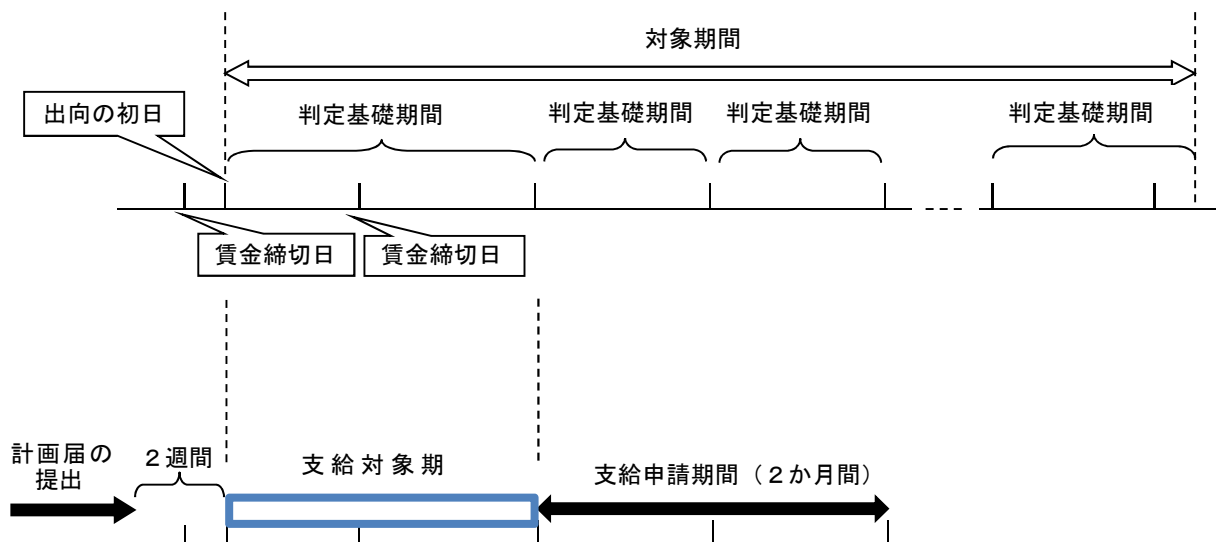 対象期間
出向の初日
判定基礎期間
判定基礎期間
判定基礎期間
判定基礎期間
賃金締切日
賃金締切日
計画届の
提出
２週間
支給対象期
支給申請期間（２か月間）